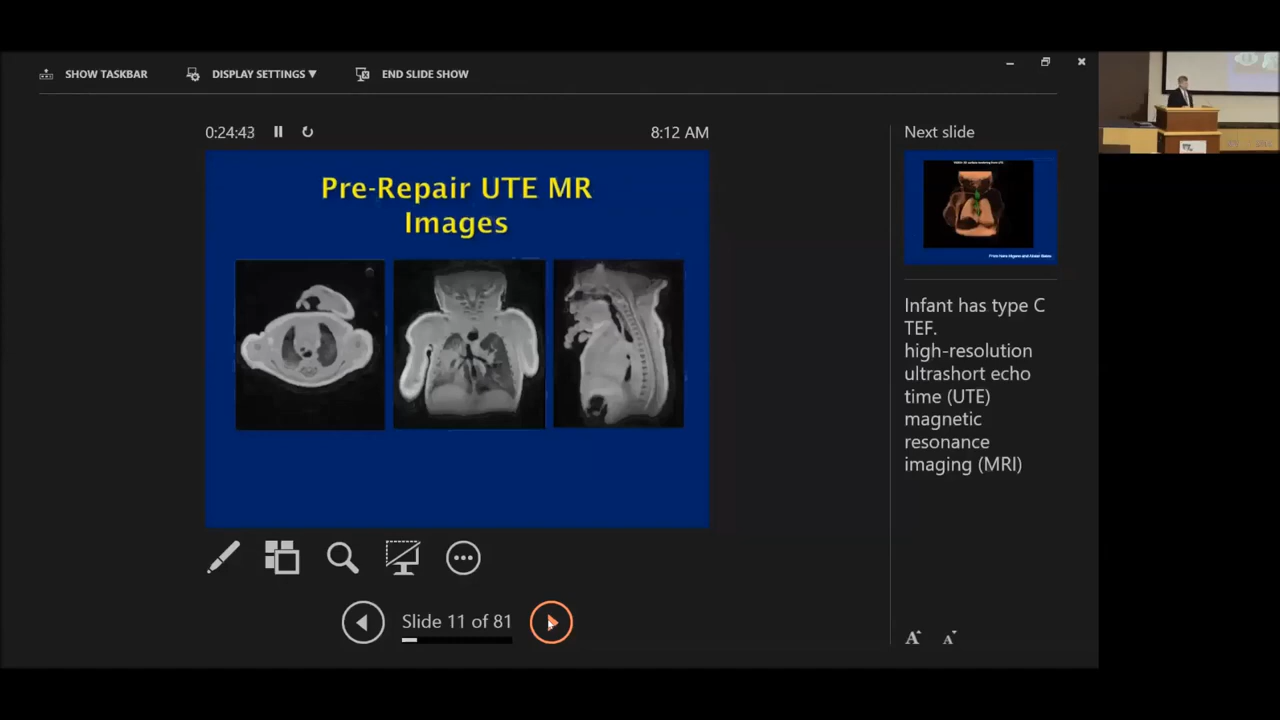 SHOW TASKBAR
DISPLAY SETTINGS ▼
END SLIDE SHOW
0:24:43
8:12 AM
Pre-Repair UTE MR
Images
Slide 11 of 81
Next slide
Infant has type C
TEF.
high-resolution
ultrashort echo
time (UTE)
magnetic
resonance
imaging (MRI)
A
A